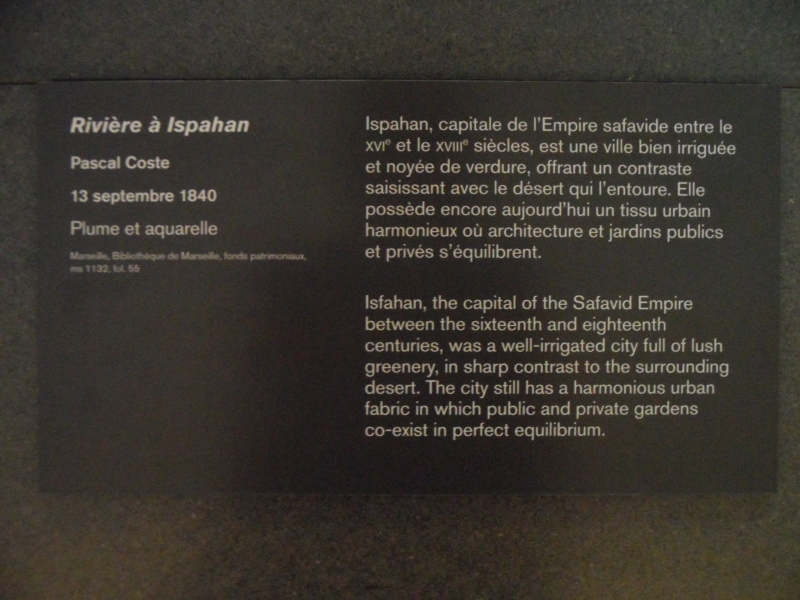 Rivière à Ispahan
Pascal Coste
13 septembre 1840
Plume et aquarelle
Marseille, Bibliothèque de Marseille, fonds patrimoniaux,
ms 1132, fol. 55
Ispahan, capitale de l'Empire safavide entre le
XVIe et le XVIIIe siècles, est une ville bien irriguée
et noyée de verdure, offrant un contraste
saisissant avec le désert qui l'entoure. Elle
possède encore aujourd'hui un tissu urbain
harmonieux où architecture et jardins publics
et privés s'équilibrent.
Isfahan, the capital of the Safavid Empire
between the sixteenth and eighteenth
centuries, was a well-irrigated city full of lush
greenery, in sharp contrast to the surrounding
desert. The city still has a harmonious urban
fabric in which public and private gardens
co-exist in perfect equilibrium.